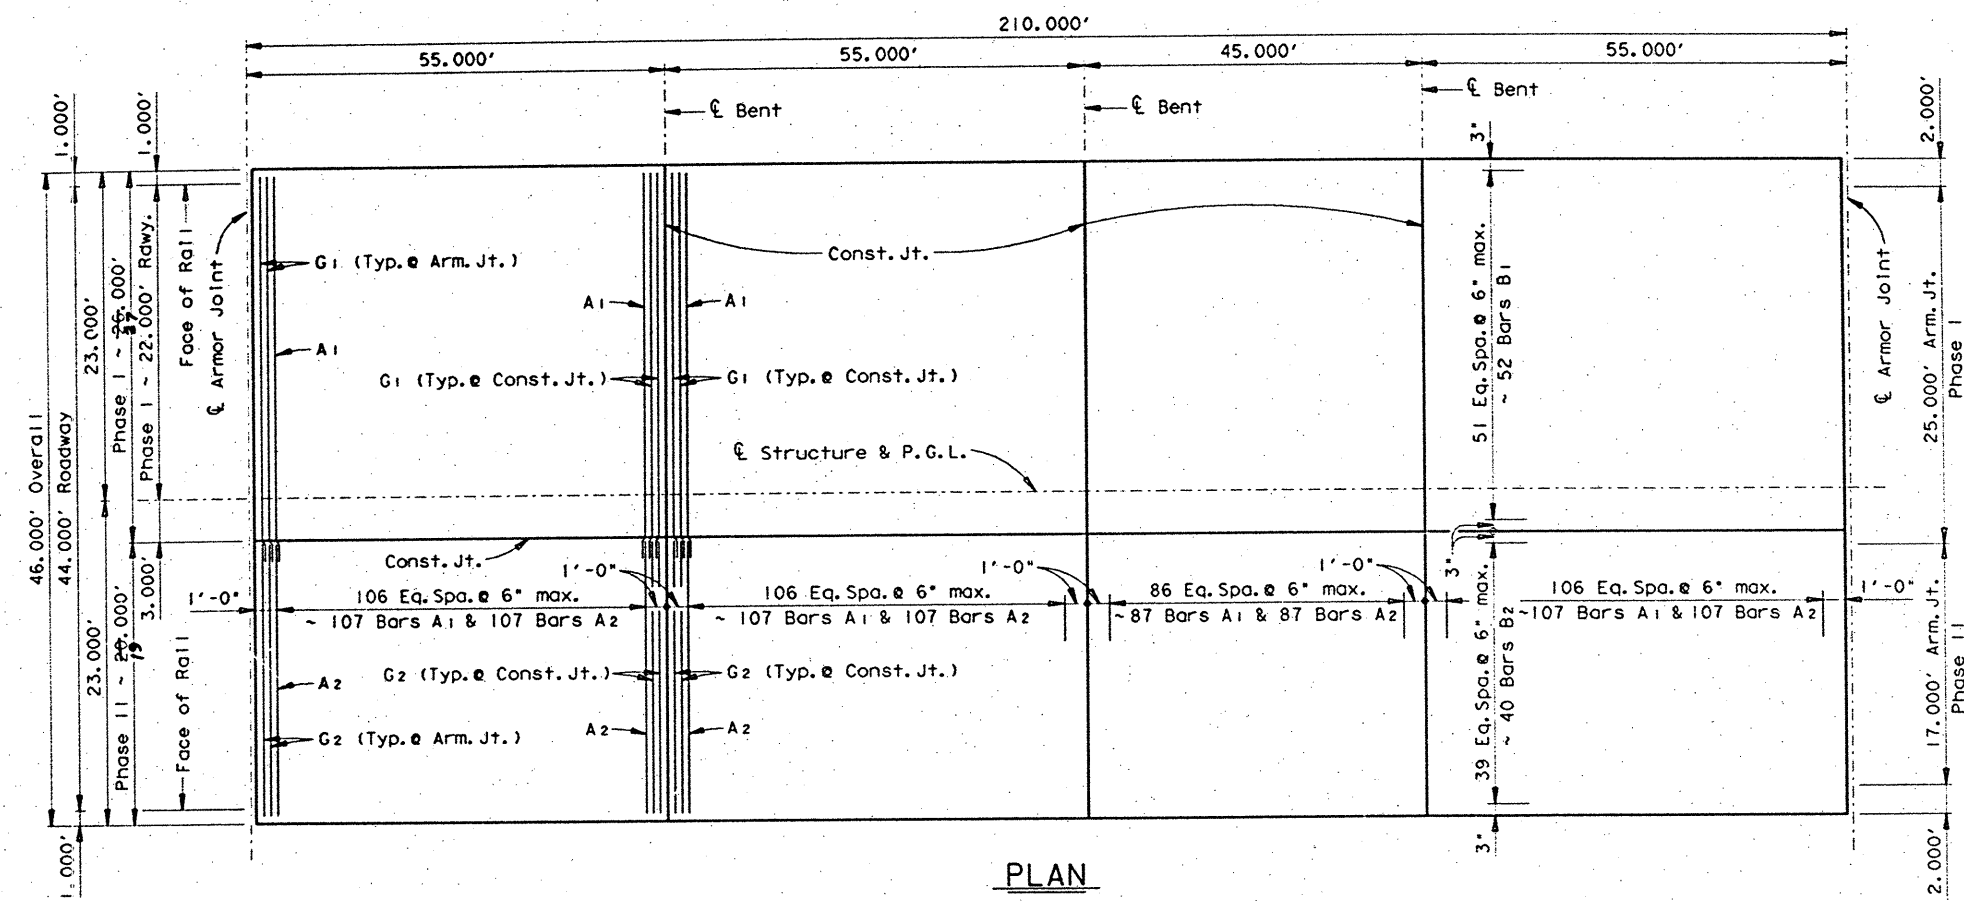 210.000'
55.000'
55.000'
45.000'
55.000'
℄ Bent
℄ Bent
℄ Bent
1.000'
1.000'
3"
2.000'
46.000' Overall
44.000' Roadway
23.000'
23.000'
Phase I ~ 26.000'
27
Phase I ~ 22.000' Rdwy.
Phase II ~ 20.000'
19
3.000'
Face of Rail
℄ Armor Joint
Face of Rail
G1 (Typ.@ Arm. Jt.)
A1
Const. Jt.
A1
A1
G1 (Typ.@ Const. Jt.)
G1 (Typ.@ Const. Jt.)
℄ Structure & P.G.L.
51 Eq. Spa.@ 6" max.
~ 52 Bars B1
℄ Armor Joint
25.000' Arm. Jt.
Phase I
Const. Jt.
1'-0"
1'-0"
1'-0"
3"
1'-0"
106 Eq. Spa.@ 6" max.
~ 107 Bars A1 & 107 Bars A2
106 Eq. Spa.@ 6" max.
~ 107 Bars A1 & 107 Bars A2
86 Eq. Spa.@ 6" max.
~ 87 Bars A1 & 87 Bars A2
106 Eq. Spa.@ 6" max.
~107 Bars A1 & 107 Bars A2
1'-0"
39 Eq. Spa.@ 6" max.
~ 40 Bars B2
17.000' Arm. Jt.
Phase II
A2
G2 (Typ.@ Const. Jt.)
G2 (Typ.@ Const. Jt.)
G2 (Typ.@ Arm. Jt.)
A2
A2
1.000'
3"
2.000'
PLAN